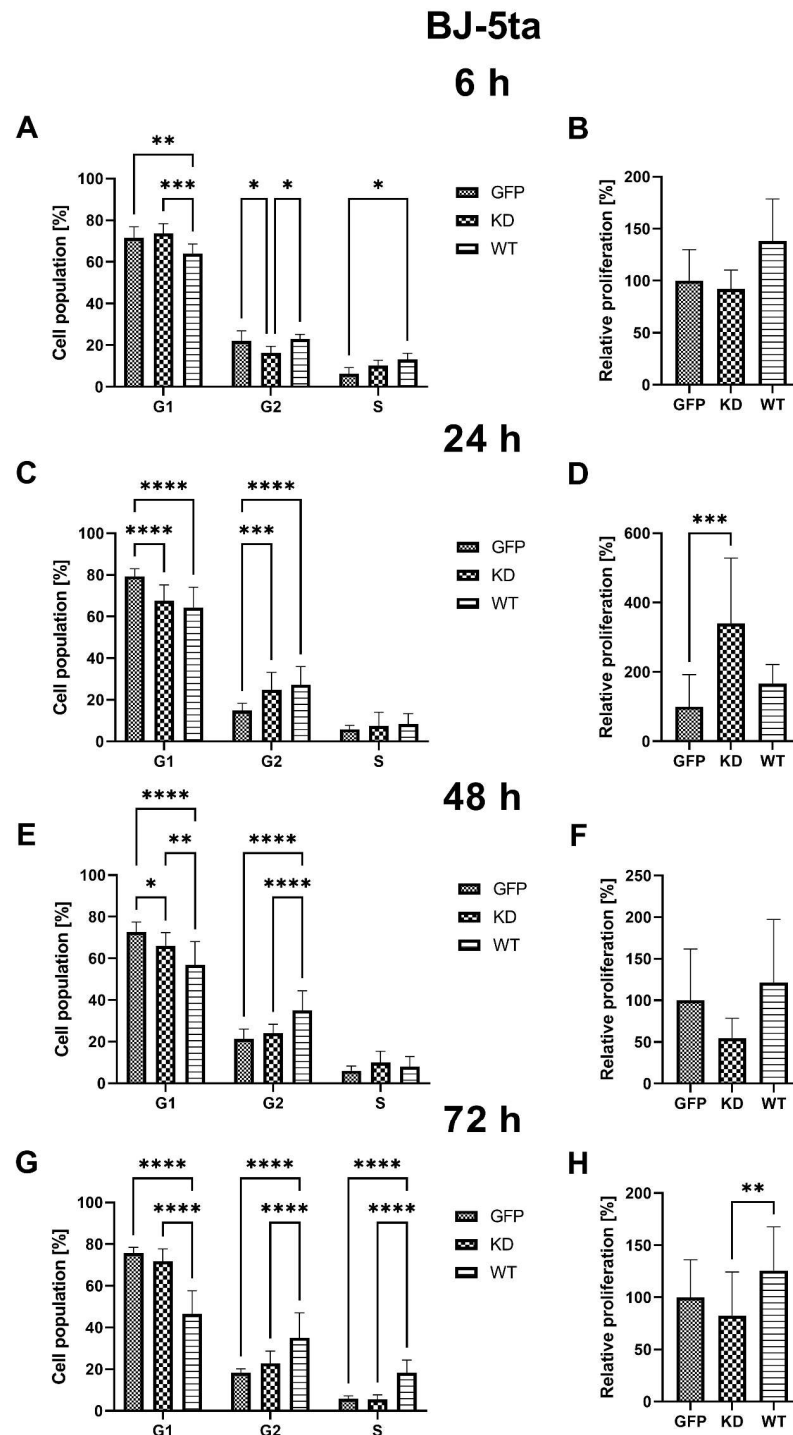 BJ-5ta
6 h
A
B
** 
***
*
*
*
Cell population [%]
100
80
60
40
20
0
G1
G2
S
GFP
KD
WT
Relative proliferation [%]
200
150
100
50
0
GFP
KD
WT
24 h
C
D
****
****
****
***
Cell population [%]
100
80
60
40
20
0
G1
G2
S
GFP
KD
WT
***
Relative proliferation [%]
600
400
200
0
GFP
KD
WT
48 h
E
F
****
**
*
****
****
Cell population [%]
100
80
60
40
20
0
G1
G2
S
GFP
KD
WT
Relative proliferation [%]
250
200
150
100
50
0
GFP
KD
WT
72 h
G
H
****
****
****
****
****
****
Cell population [%]
100
80
60
40
20
0
G1
G2
S
GFP
KD
WT
**
Relative proliferation [%]
200
150
100
50
0
GFP
KD
WT